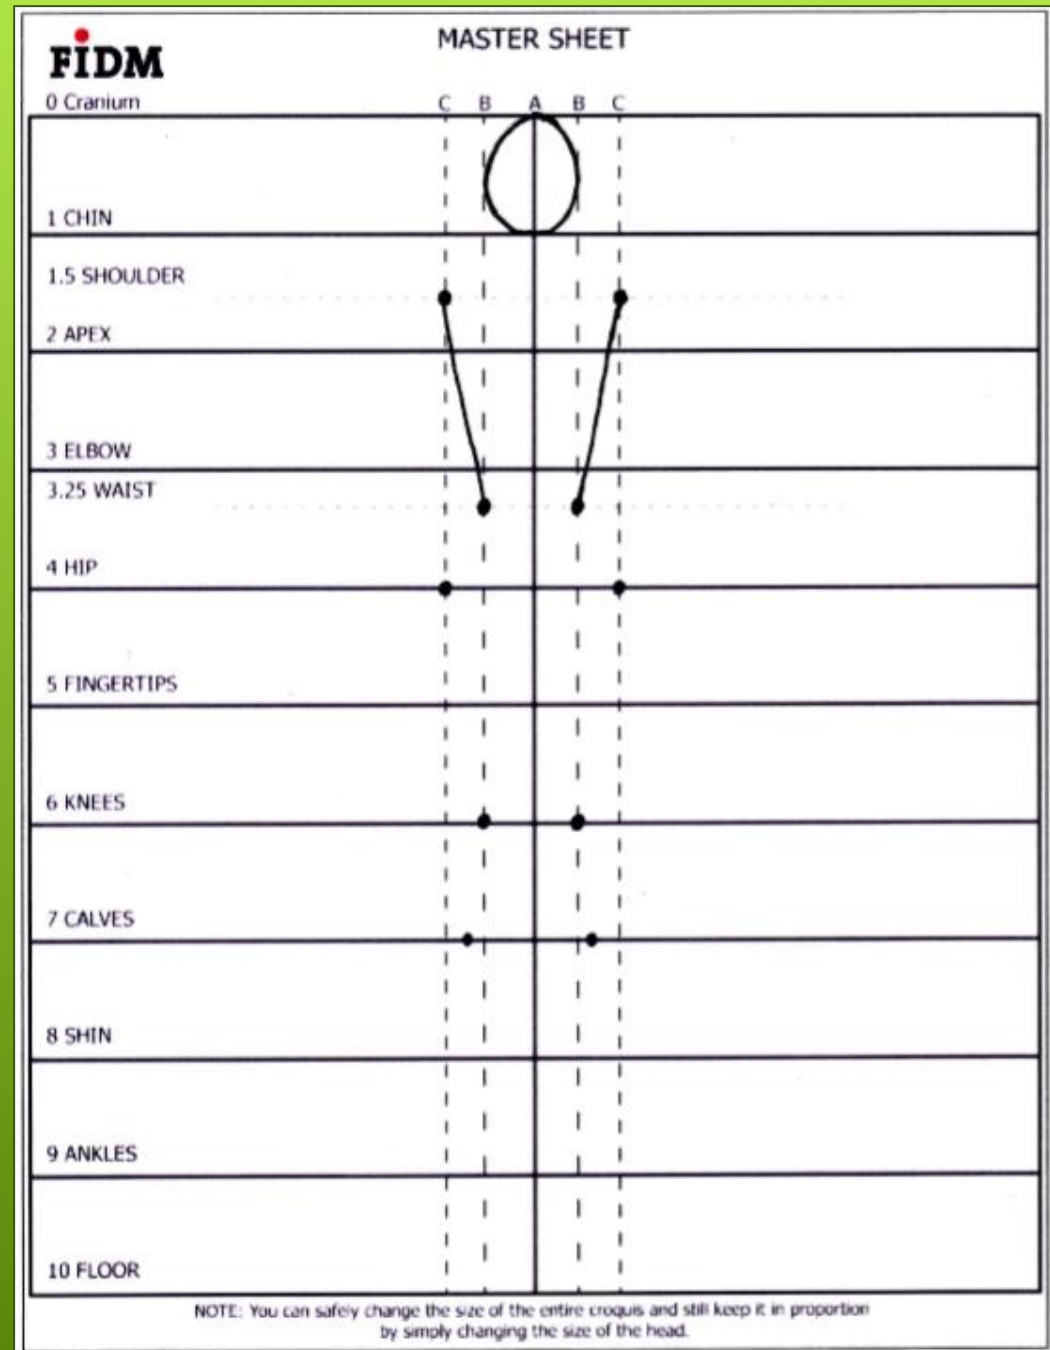 FIDM
MASTER SHEET
0 Cranium
C B A B C
1 CHIN
1.5 SHOULDER
2 APEX
3 ELBOW
3.25 WAIST
4 HIP
5 FINGERTIPS
6 KNEES
7 CALVES
8 SHIN
9 ANKLES
10 FLOOR
NOTE: You can safely change the size of the entire croquis and still keep it in proportion
by simply changing the size of the head.